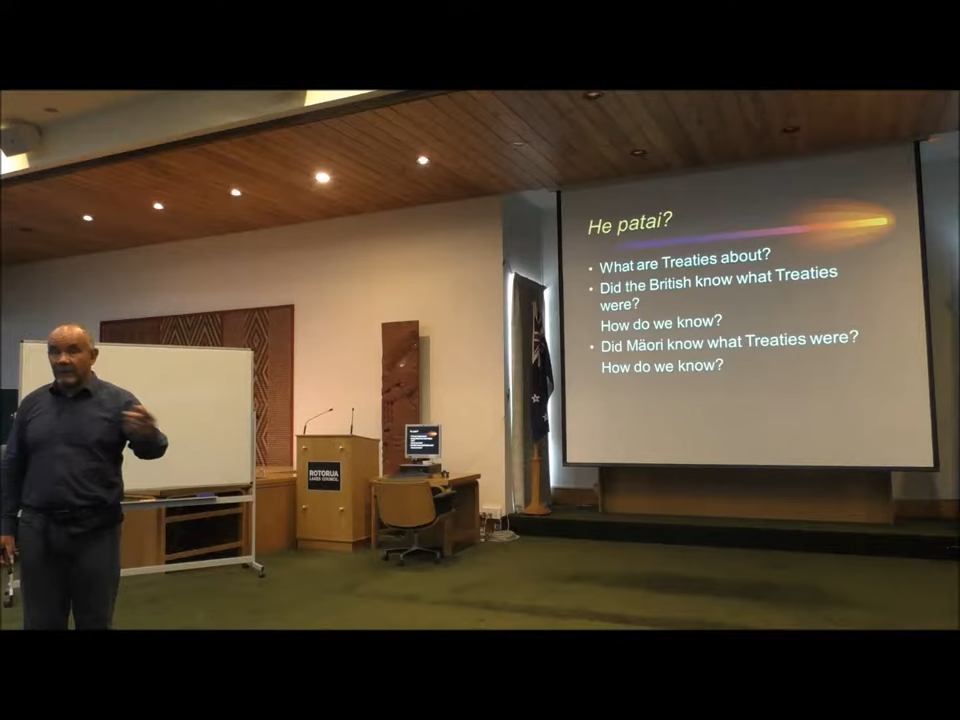 He patai?
• What are Treaties about?
• Did the British know what Treaties
were?
How do we know?
• Did Mäori know what Treaties were?
How do we know?
ROTORUA
LAKES COUNCIL